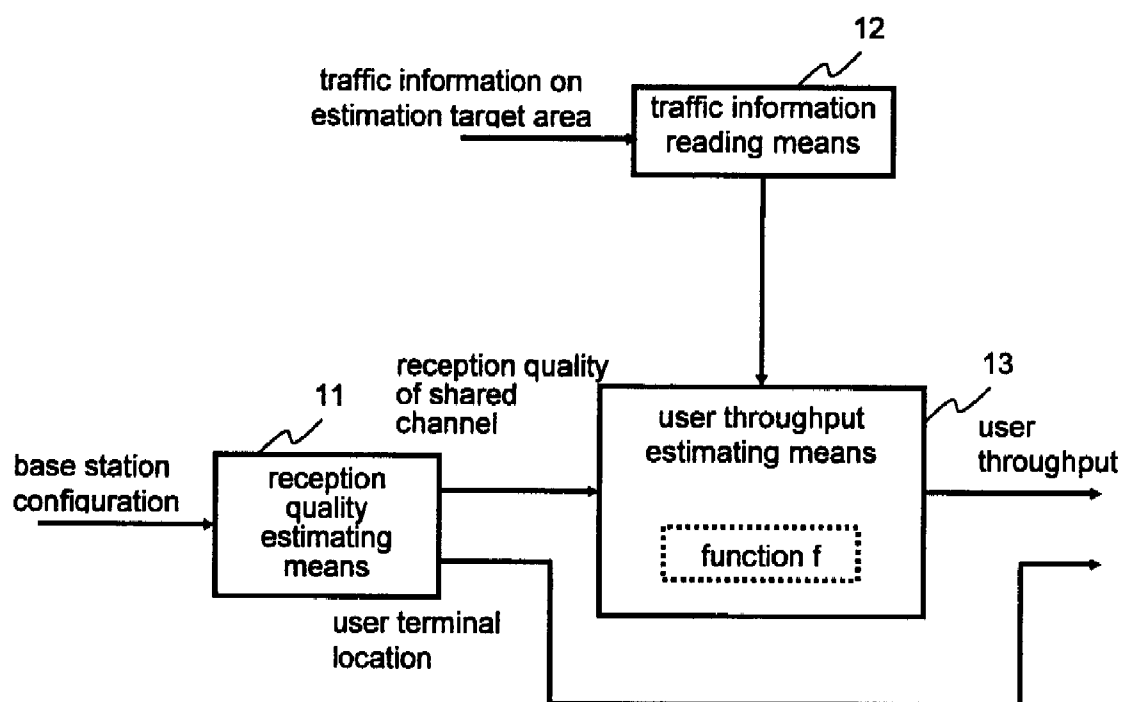 12
traffic information on
estimation target area
traffic information
reading means
reception quality
of shared
channel
13
user throughput
estimating means
function f
user
throughput
11
base station
configuration
reception
quality
estimating
means
user terminal
location